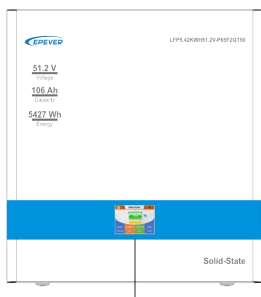 EPEVER
LFP5.42KWH51.2V-P65F2QT50
51.2 V
Voltage
106 Ah
Capacity
5427 Wh
Energy
Solid-State